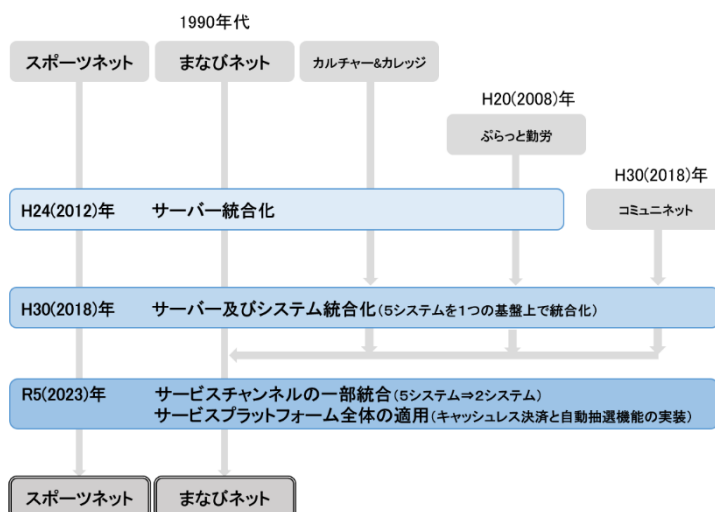 1990年代
スポーツネット
まなびネット
カルチャー&カレッジ
H20(2008)年
ぷらっと勤労
H30(2018)年
コミュニネット
H24(2012)年 サーバー統合化
H30(2018)年 サーバー及びシステム統合化(5システムを1つの基盤上で統合化)
R5(2023)年 サービスチャンネルの一部統合(5システム⇒2システム)
サービスプラットフォーム全体の適用(キャッシュレス決済と自動抽選機能の実装)
スポーツネット
まなびネット